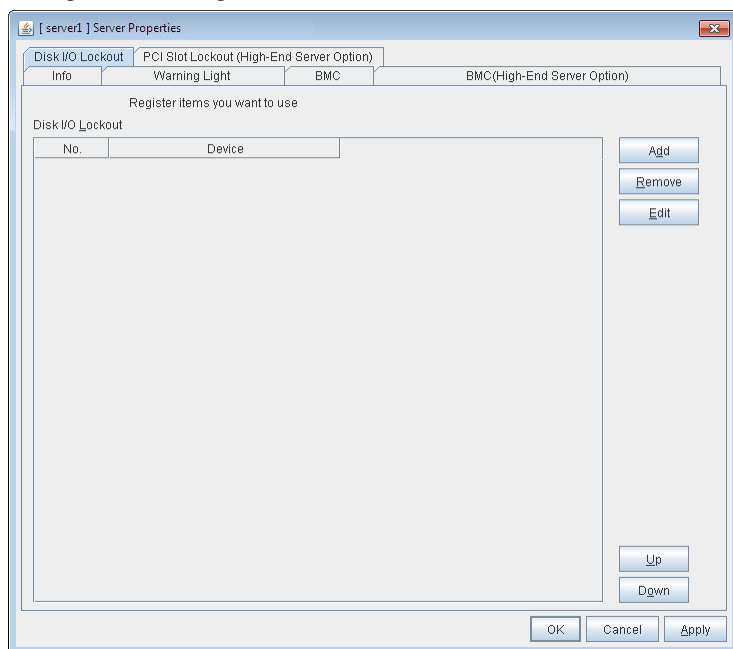 [ server1 ] Server Properties
Disk I/O Lockout PCI Slot Lockout (High-End Server Option)
Info Warning Light BMC BMC(High-End Server Option)
Register items you want to use
Disk I/O Lockout
No. Device
Add
Remove
Edit
Up
Down
OK Cancel Apply